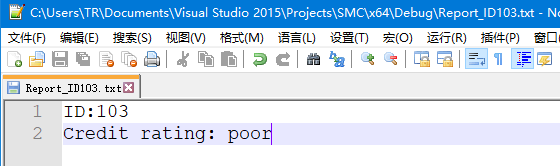 C:\Users\TR\Documents\Visual Studio 2015\Projects\SMC\x64\Debug\Report_ID103.txt - No
文件(F) 编辑(E) 搜索(S) 视图(V) 格式(M) 语言(L) 设置(T) 宏(O) 运行(R) 插件(P) 窗口
Report_ID103.txt
1 ID:103
2 Credit rating: poor